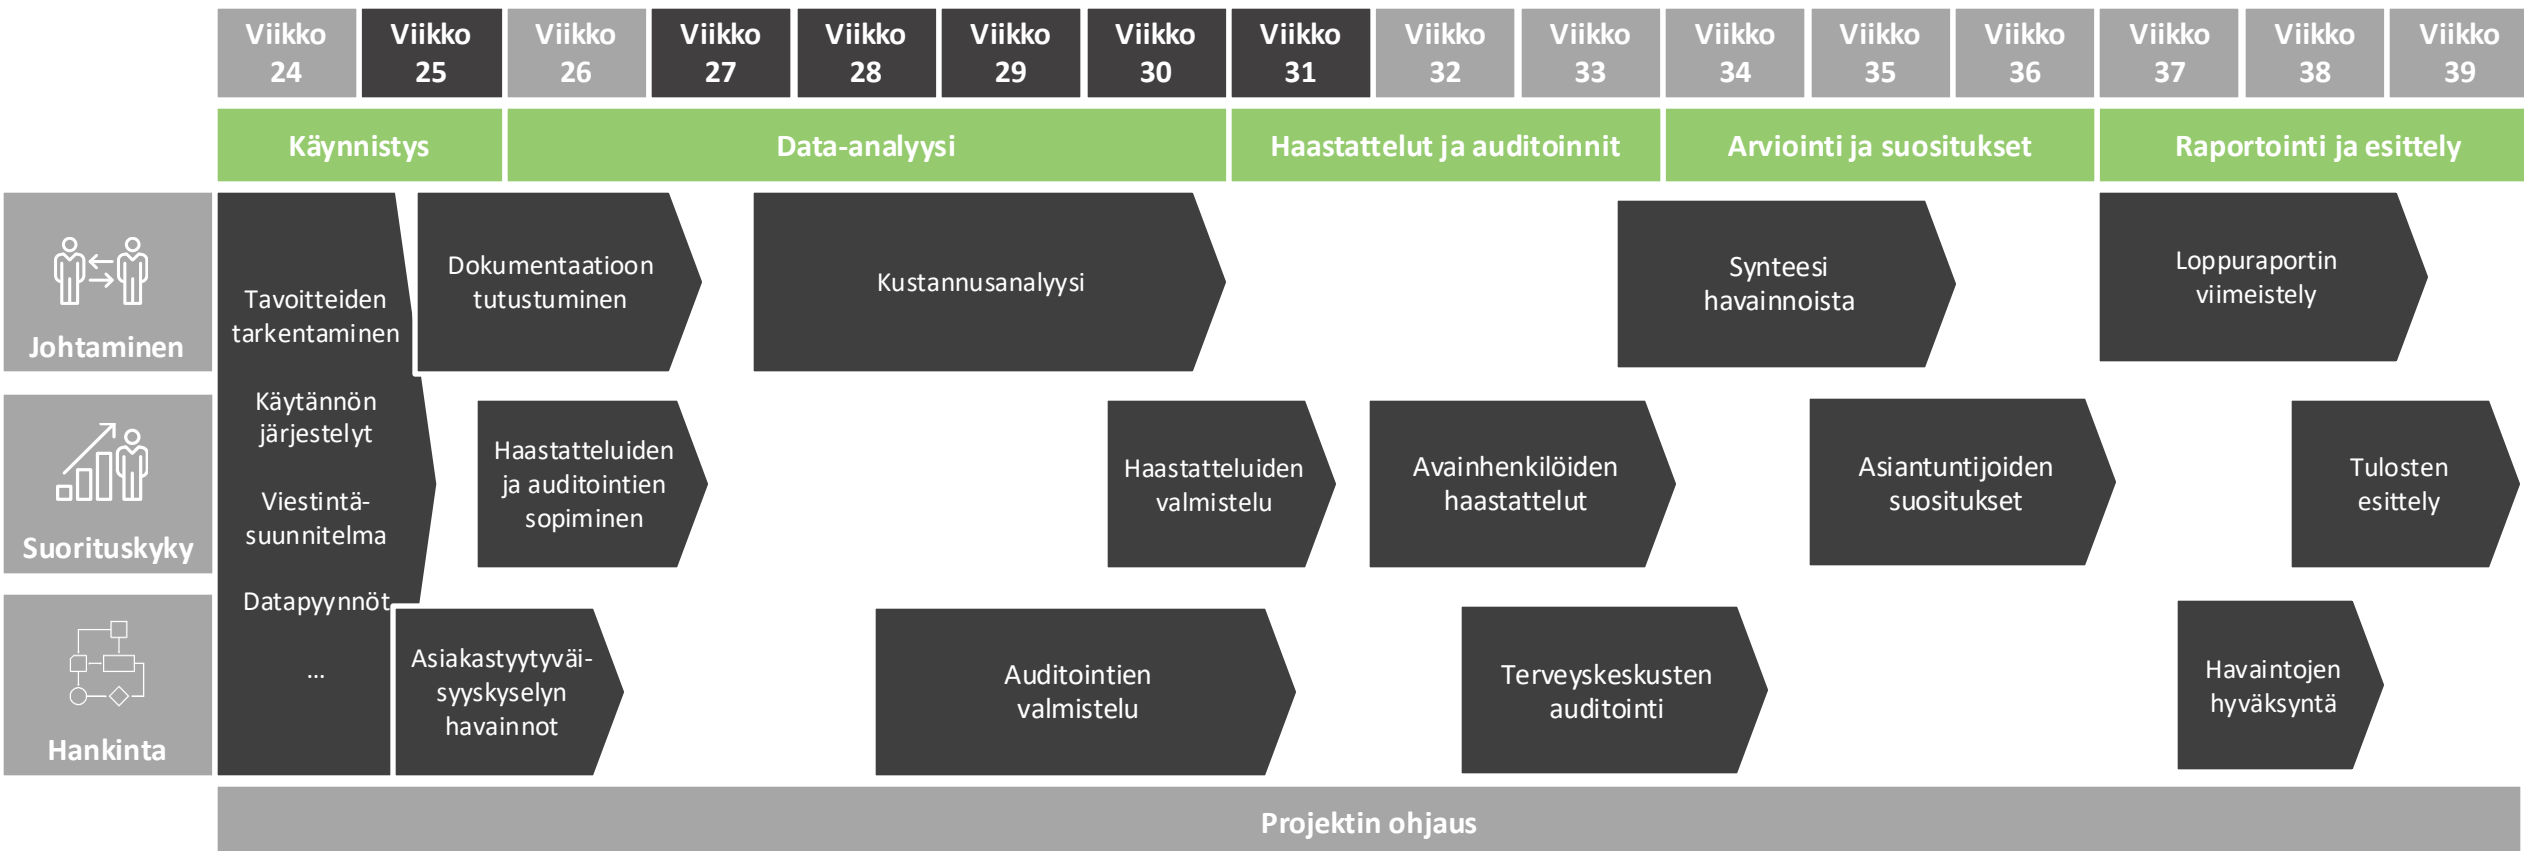 Viikko
24
Viikko
25
Viikko
26
Viikko
27
Viikko
28
Viikko
29
Viikko
30
Viikko
31
Viikko
32
Viikko
33
Viikko
34
Viikko
35
Viikko
36
Viikko
37
Viikko
38
Viikko
39
Käynnistys
Data-analyysi
Haastattelut ja auditoinnit
Arviointi ja suositukset
Raportointi ja esittely
Johtaminen
Tavoitteiden
tarkentaminen
Käytännön
järjestelyt
Viestintä-
suunnitelma
Datapyynnöt
...
Dokumentaatioon
tutustuminen
Kustannusanalyysi
Synteesi
havainnoista
Loppuraportin
viimeistely
Suorituskyky
Haastatteluiden
ja auditointien
sopiminen
Haastatteluiden
valmistelu
Avainhenkilöiden
haastattelut
Asiantuntijoiden
suositukset
Tulosten
esittely
Hankinta
Asiakastyytyväi-
syyskyselyn
havainnot
Auditointien
valmistelu
Terveyskeskusten
auditointi
Havaintojen
hyväksyntä
Projektin ohjaus